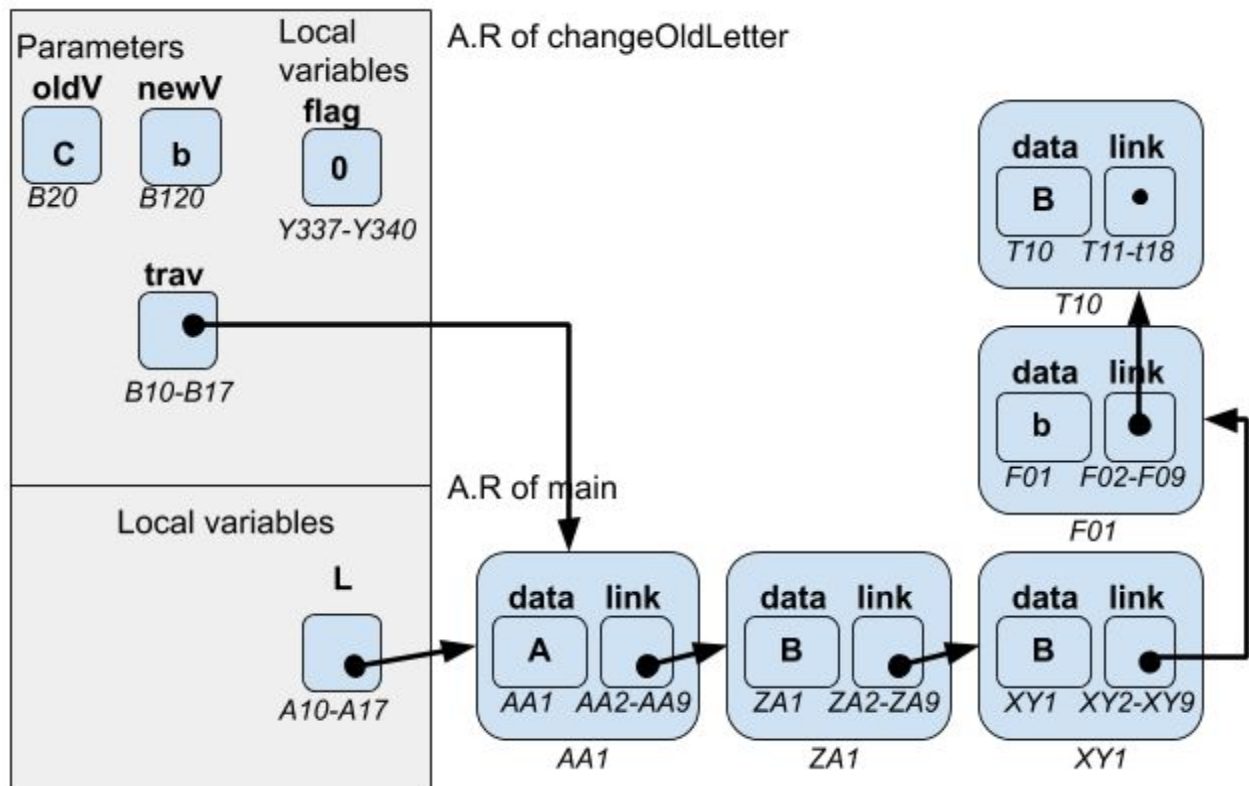 A.R of changeOldLetter
Parameters
Local
variables
oldV newV
flag
C b 0
B20 B120
Y337-Y340
trav
B10-B17
data link
B
T10 T11-t18
T10
data link
b
F01 F02-F09
F01
A.R of main
Local variables
L
A10-A17
data link
A
AA1 AA2-AA9
AA1
data link
B
ZA1 ZA2-ZA9
ZA1
data link
B
XY1 XY2-XY9
XY1